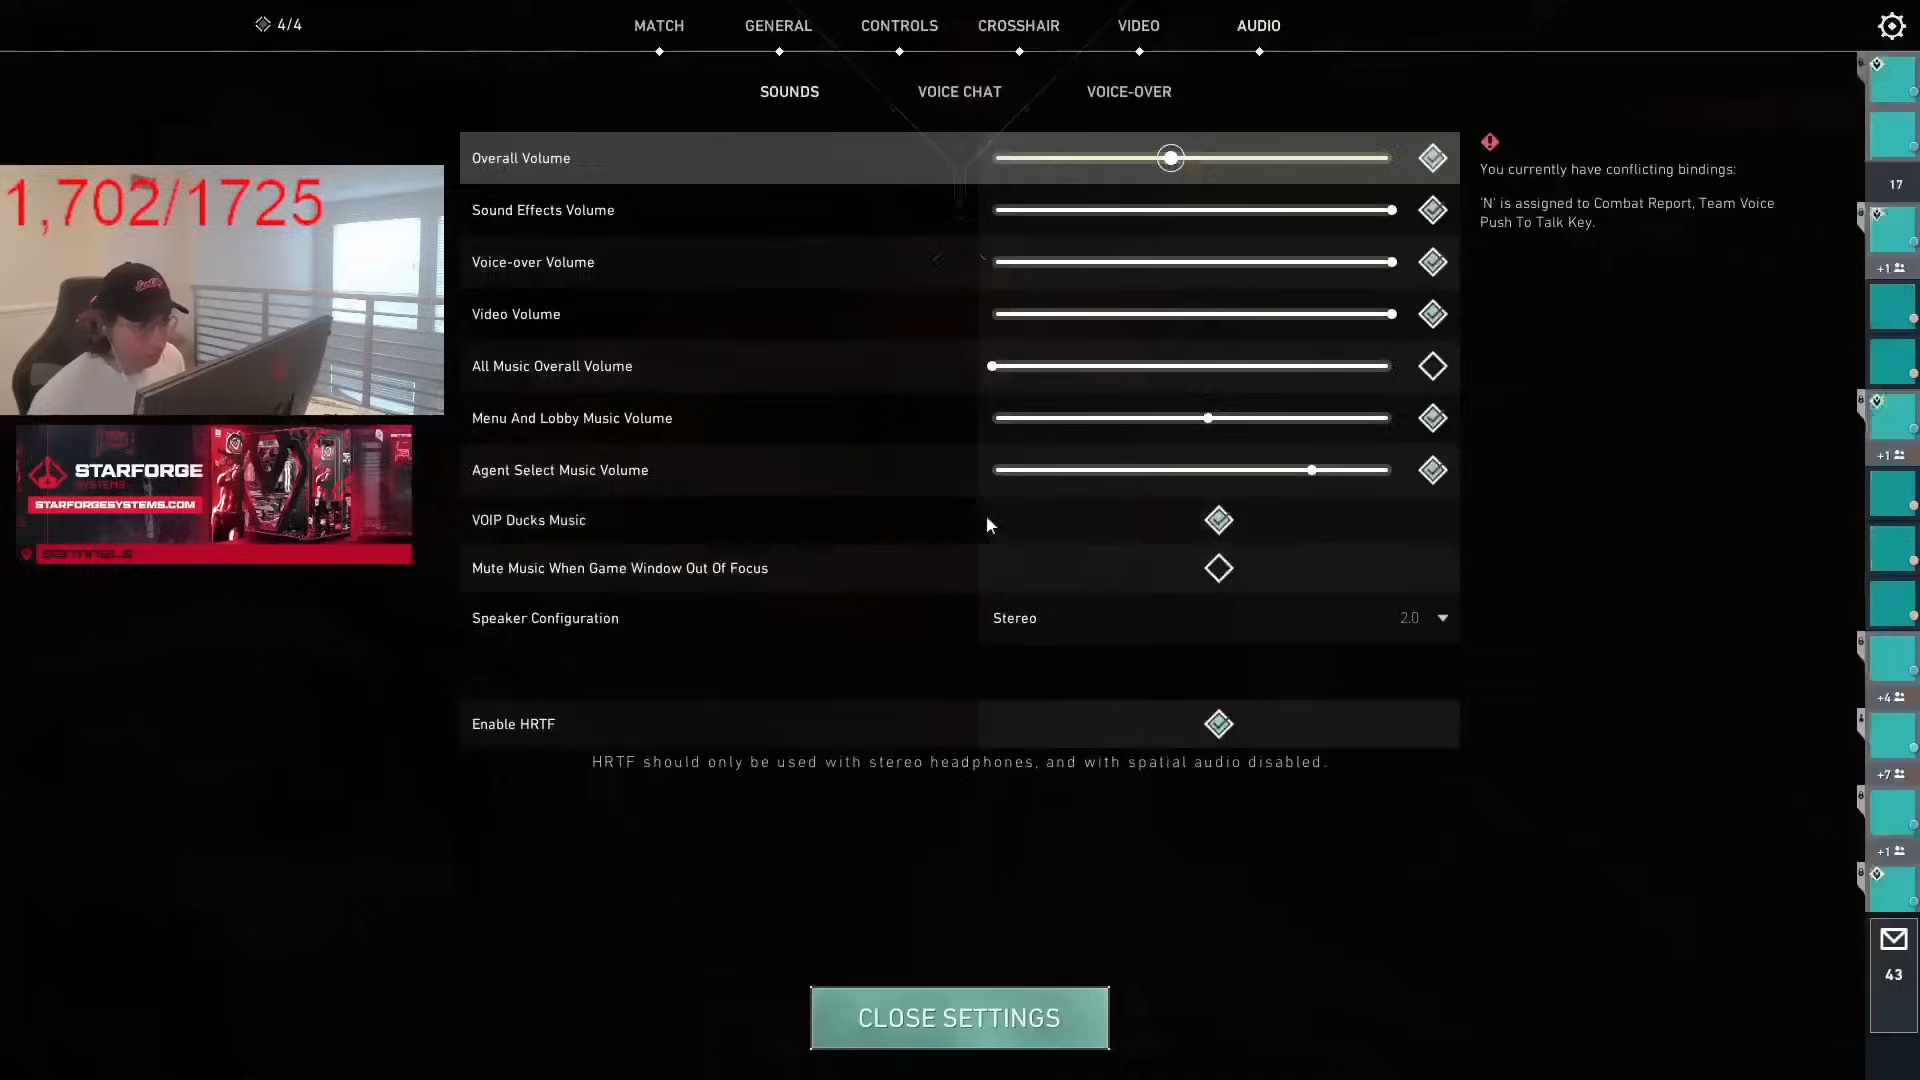 4/4
MATCH
GENERAL
CONTROLS
CROSSHAIR
VIDEO
AUDIO
SOUNDS
VOICE CHAT
VOICE-OVER
Overall Volume
Sound Effects Volume
Voice-over Volume
Video Volume
All Music Overall Volume
Menu And Lobby Music Volume
Agent Select Music Volume
VOIP Ducks Music
Mute Music When Game Window Out Of Focus
Speaker Configuration
Stereo
2.0
Enable HRTF
HRTF should only be used with stereo headphones, and with spatial audio disabled.
CLOSE SETTINGS
You currently have conflicting bindings:
'N' is assigned to Combat Report, Team Voice
Push To Talk Key.
1,702/1725
STARFORGE
SYSTEMS
STARFORGESYSTEMS.COM
SENTINELS
17
+1
+1
+4
+7
+1
43